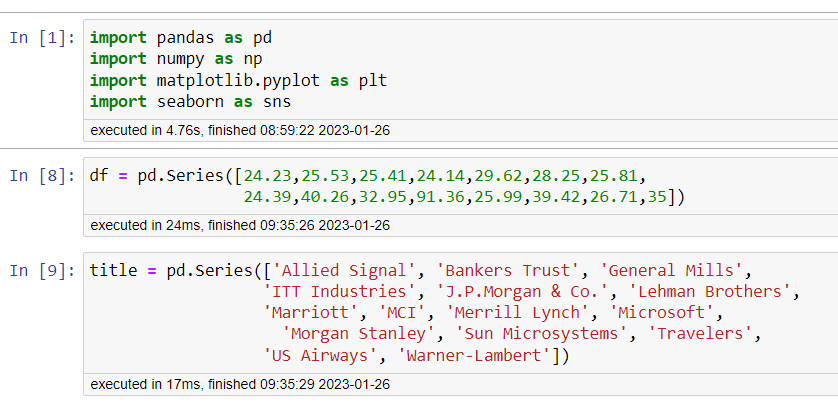 In [1]: import pandas as pd
import numpy as np
import matplotlib.pyplot as plt
import seaborn as sns
executed in 4.76s, finished 08:59:22 2023-01-26
In [8]: df = pd.Series([24.23,25.53,25.41,24.14,29.62,28.25,25.81,
24.39,40.26,32.95,91.36,25.99,39.42,26.71,35])
executed in 24ms, finished 09:35:26 2023-01-26
In [9]: title = pd.Series(['Allied Signal', 'Bankers Trust', 'General Mills',
'ITT Industries', 'J.P.Morgan & Co.', 'Lehman Brothers',
'Marriott', 'MCI', 'Merrill Lynch', 'Microsoft',
'Morgan Stanley', 'Sun Microsystems', 'Travelers',
'US Airways', 'Warner-Lambert'])
executed in 17ms, finished 09:35:29 2023-01-26